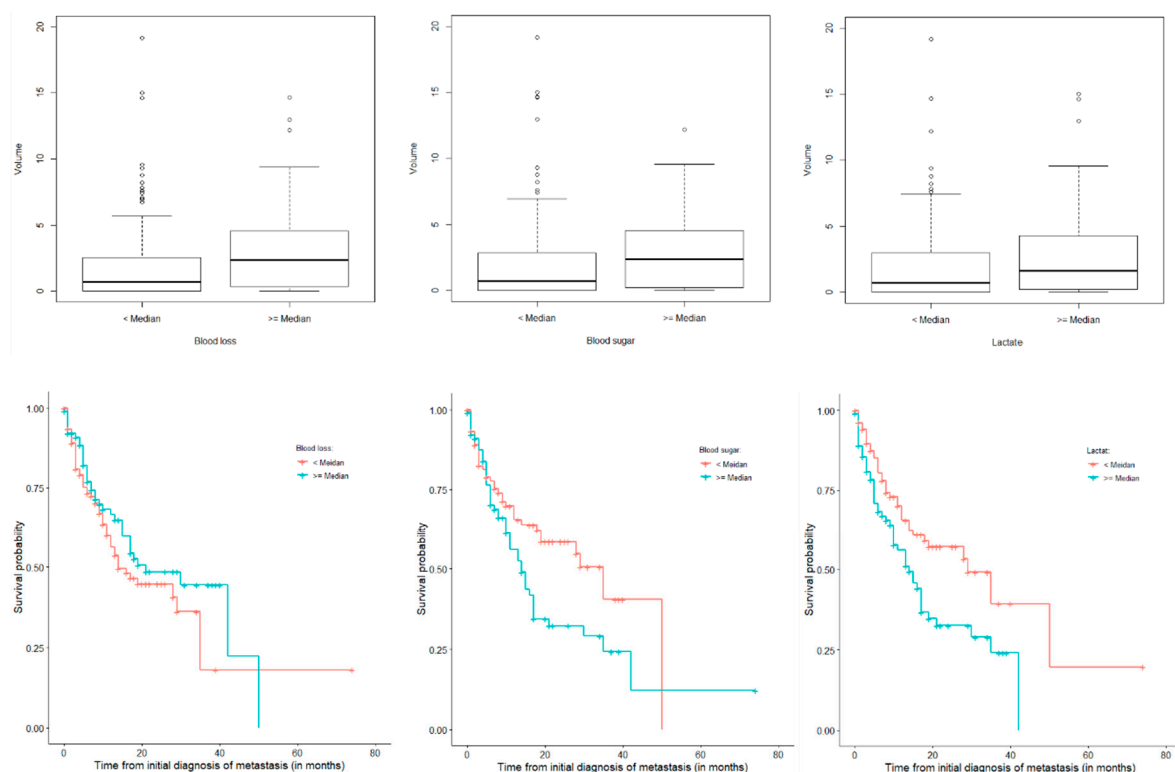 20
15
10
5
0
Volume
< Median
>= Median
Blood loss
20
15
10
5
0
Volume
< Median
>= Median
Blood sugar
20
15
10
5
0
Volume
< Median
>= Median
Lactate
1.00
0.75
0.50
0.25
0.00
Survival probability
Blood loss:
< Meidan
>= Median
0
20
40
60
80
Time from initial diagnosis of metastasis (in months)
1.00
0.75
0.50
0.25
0.00
Survival probability
Blood sugar:
< Meidan
>= Median
0
20
40
60
80
Time from initial diagnosis of metastasis (in months)
1.00
0.75
0.50
0.25
0.00
Survival probability
Lactat:
< Meidan
>= Median
0
20
40
60
80
Time from initial diagnosis of metastasis (in months)